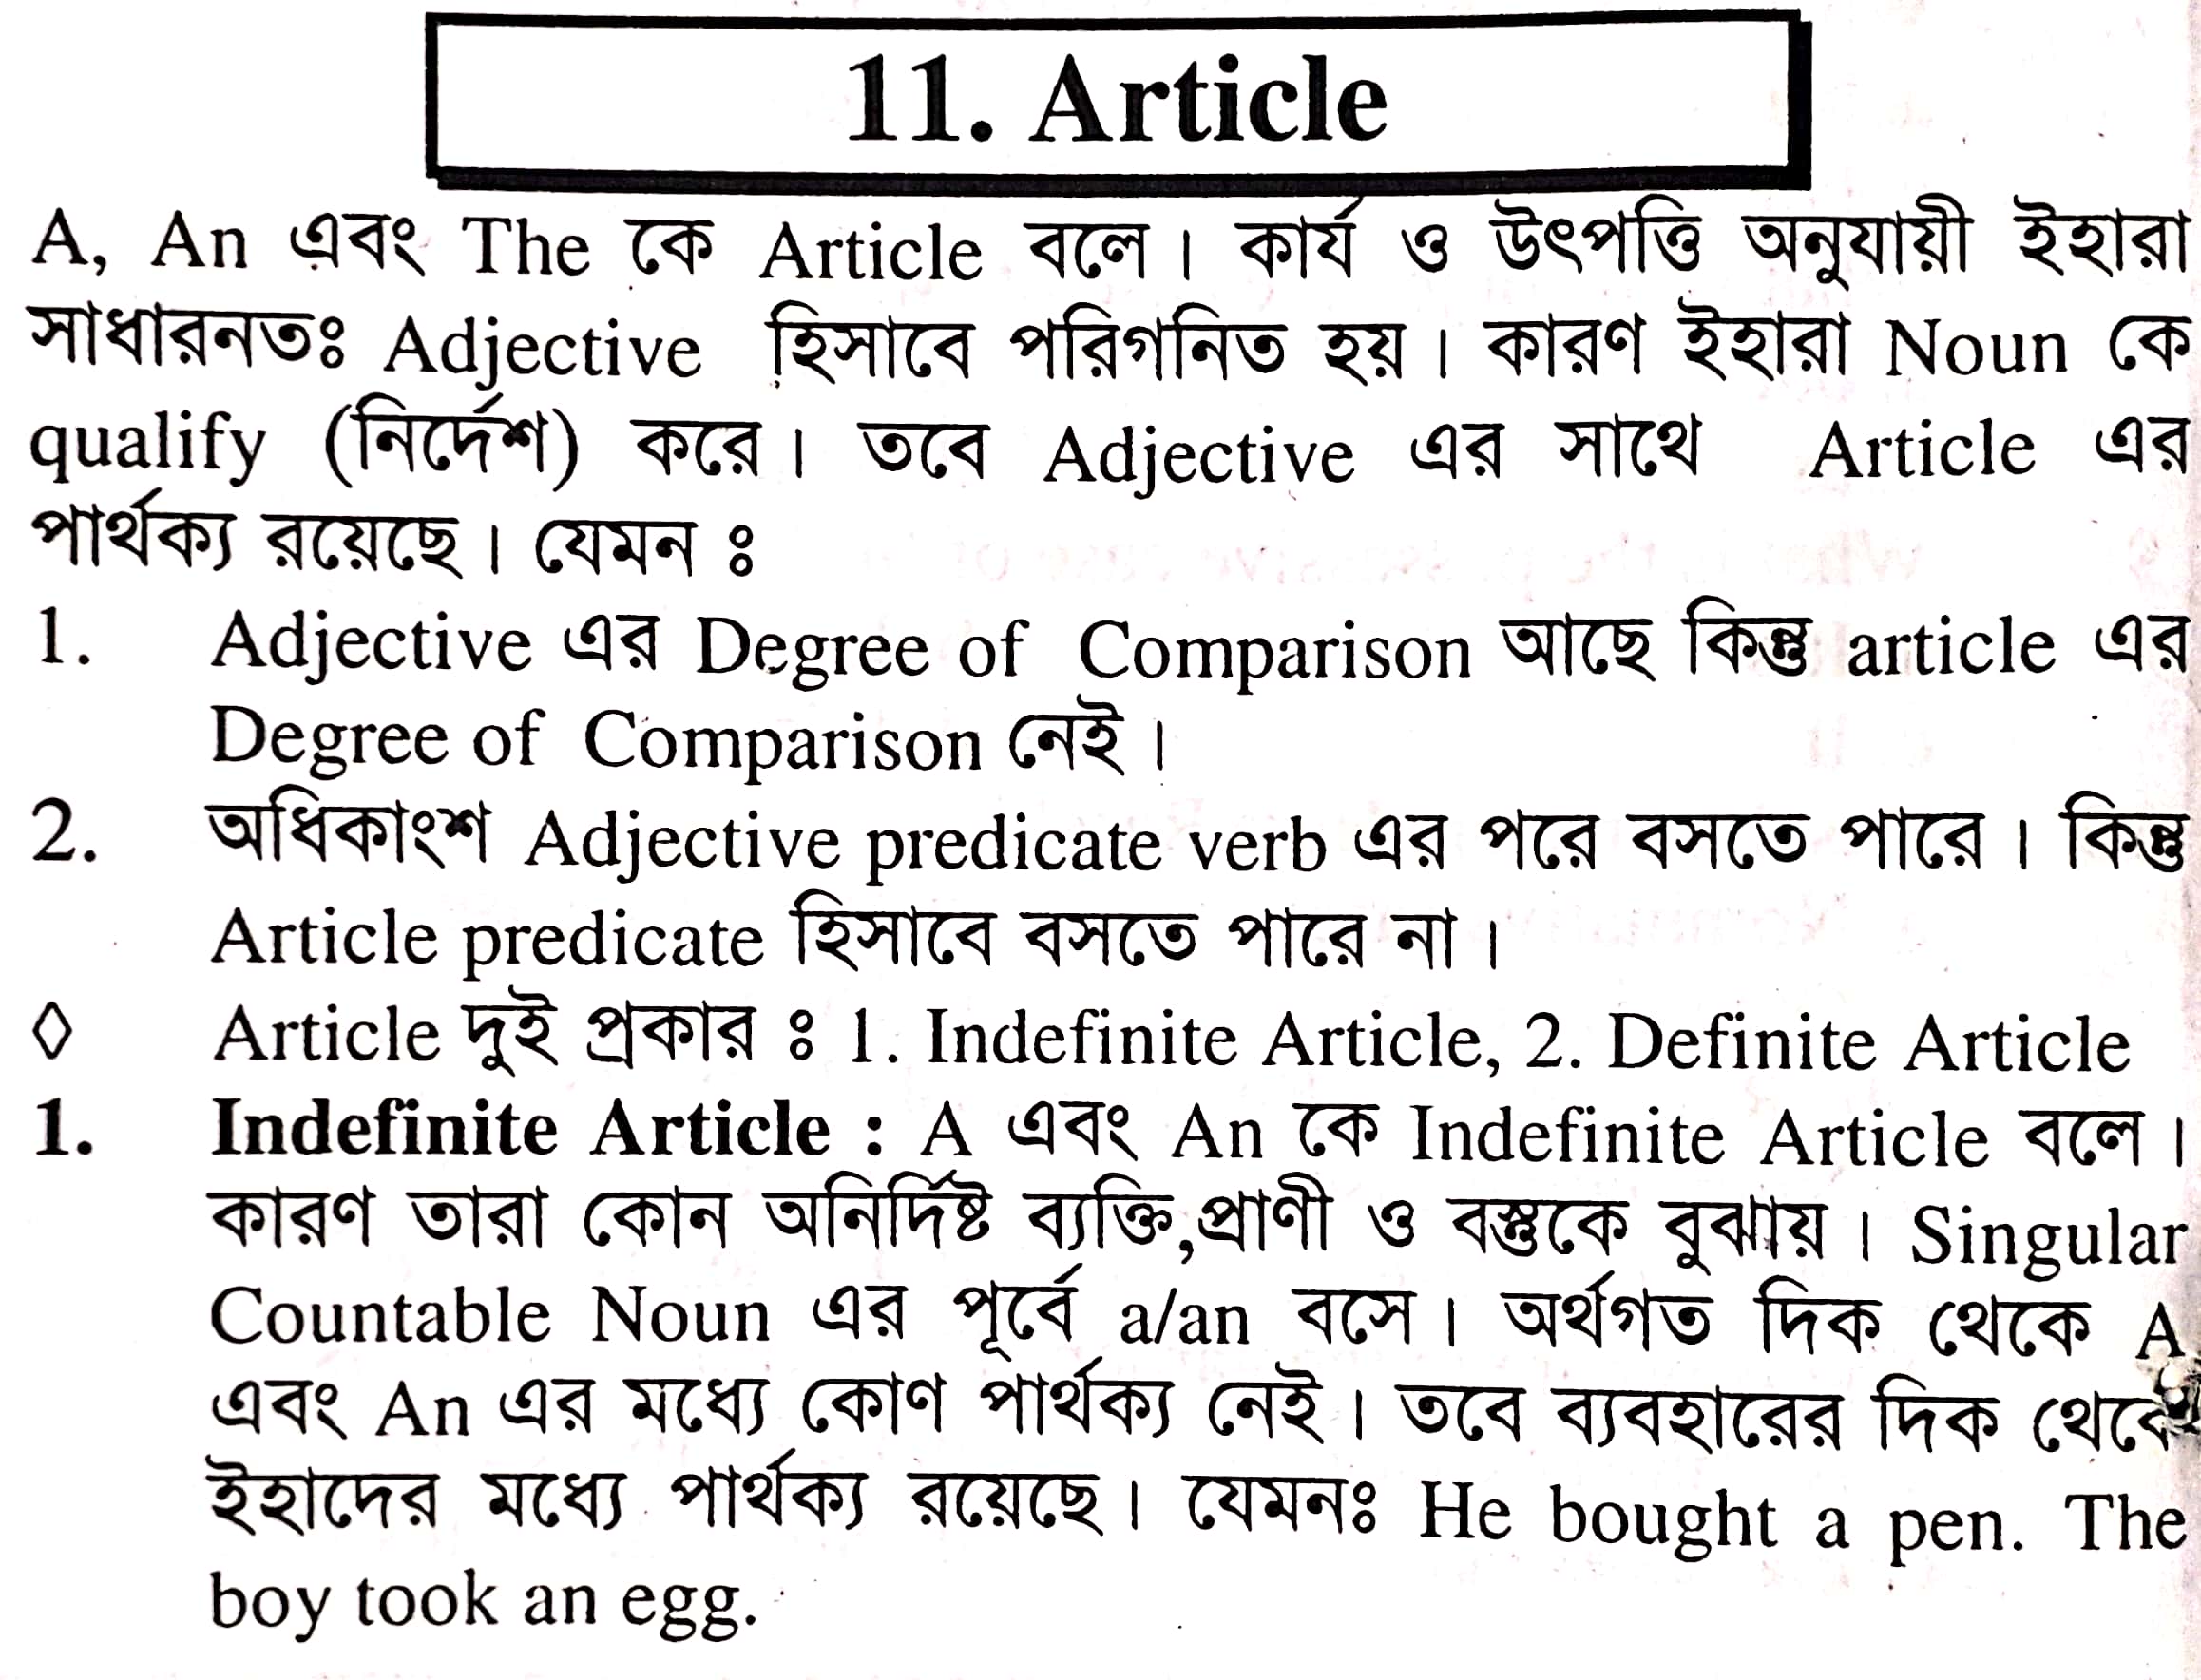 11. Article
A, An এবং The কে Article বলে। কার্য ও উৎপত্তি অনুযায়ী ইহারা
সাধারনতঃ Adjective হিসাবে পরিগনিত হয়। কারণ ইহারা Noun কে
qualify (নির্দেশ) করে। তবে Adjective এর সাথে Article এর
পার্থক্য রয়েছে। যেমন ঃ
1. Adjective এর Degree of Comparison আছে কিন্তু article এর
Degree of Comparison নেই।
2. অধিকাংশ Adjective predicate verb এর পরে বসতে পারে। কিন্তু
Article predicate হিসাবে বসতে পারে না।
◊ Article দুই প্রকার ঃ 1. Indefinite Article, 2. Definite Article
1. Indefinite Article : A এবং An কে Indefinite Article বলে।
কারণ তারা কোন অনির্দিষ্ট ব্যক্তি,প্রাণী ও বস্তুকে বুঝায়। Singular
Countable Noun এর পূর্বে a/an বসে। অর্থগত দিক থেকে A
এবং An এর মধ্যে কোণ পার্থক্য নেই। তবে ব্যবহারের দিক থেকে
ইহাদের মধ্যে পার্থক্য রয়েছে। যেমনঃ He bought a pen. The
boy took an egg.